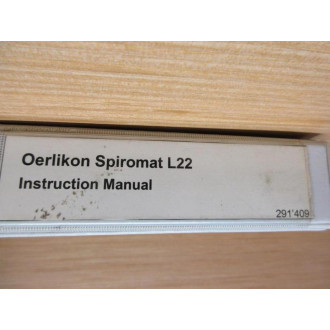 Oerlikon Spiromat L22
Instruction Manual
291'409